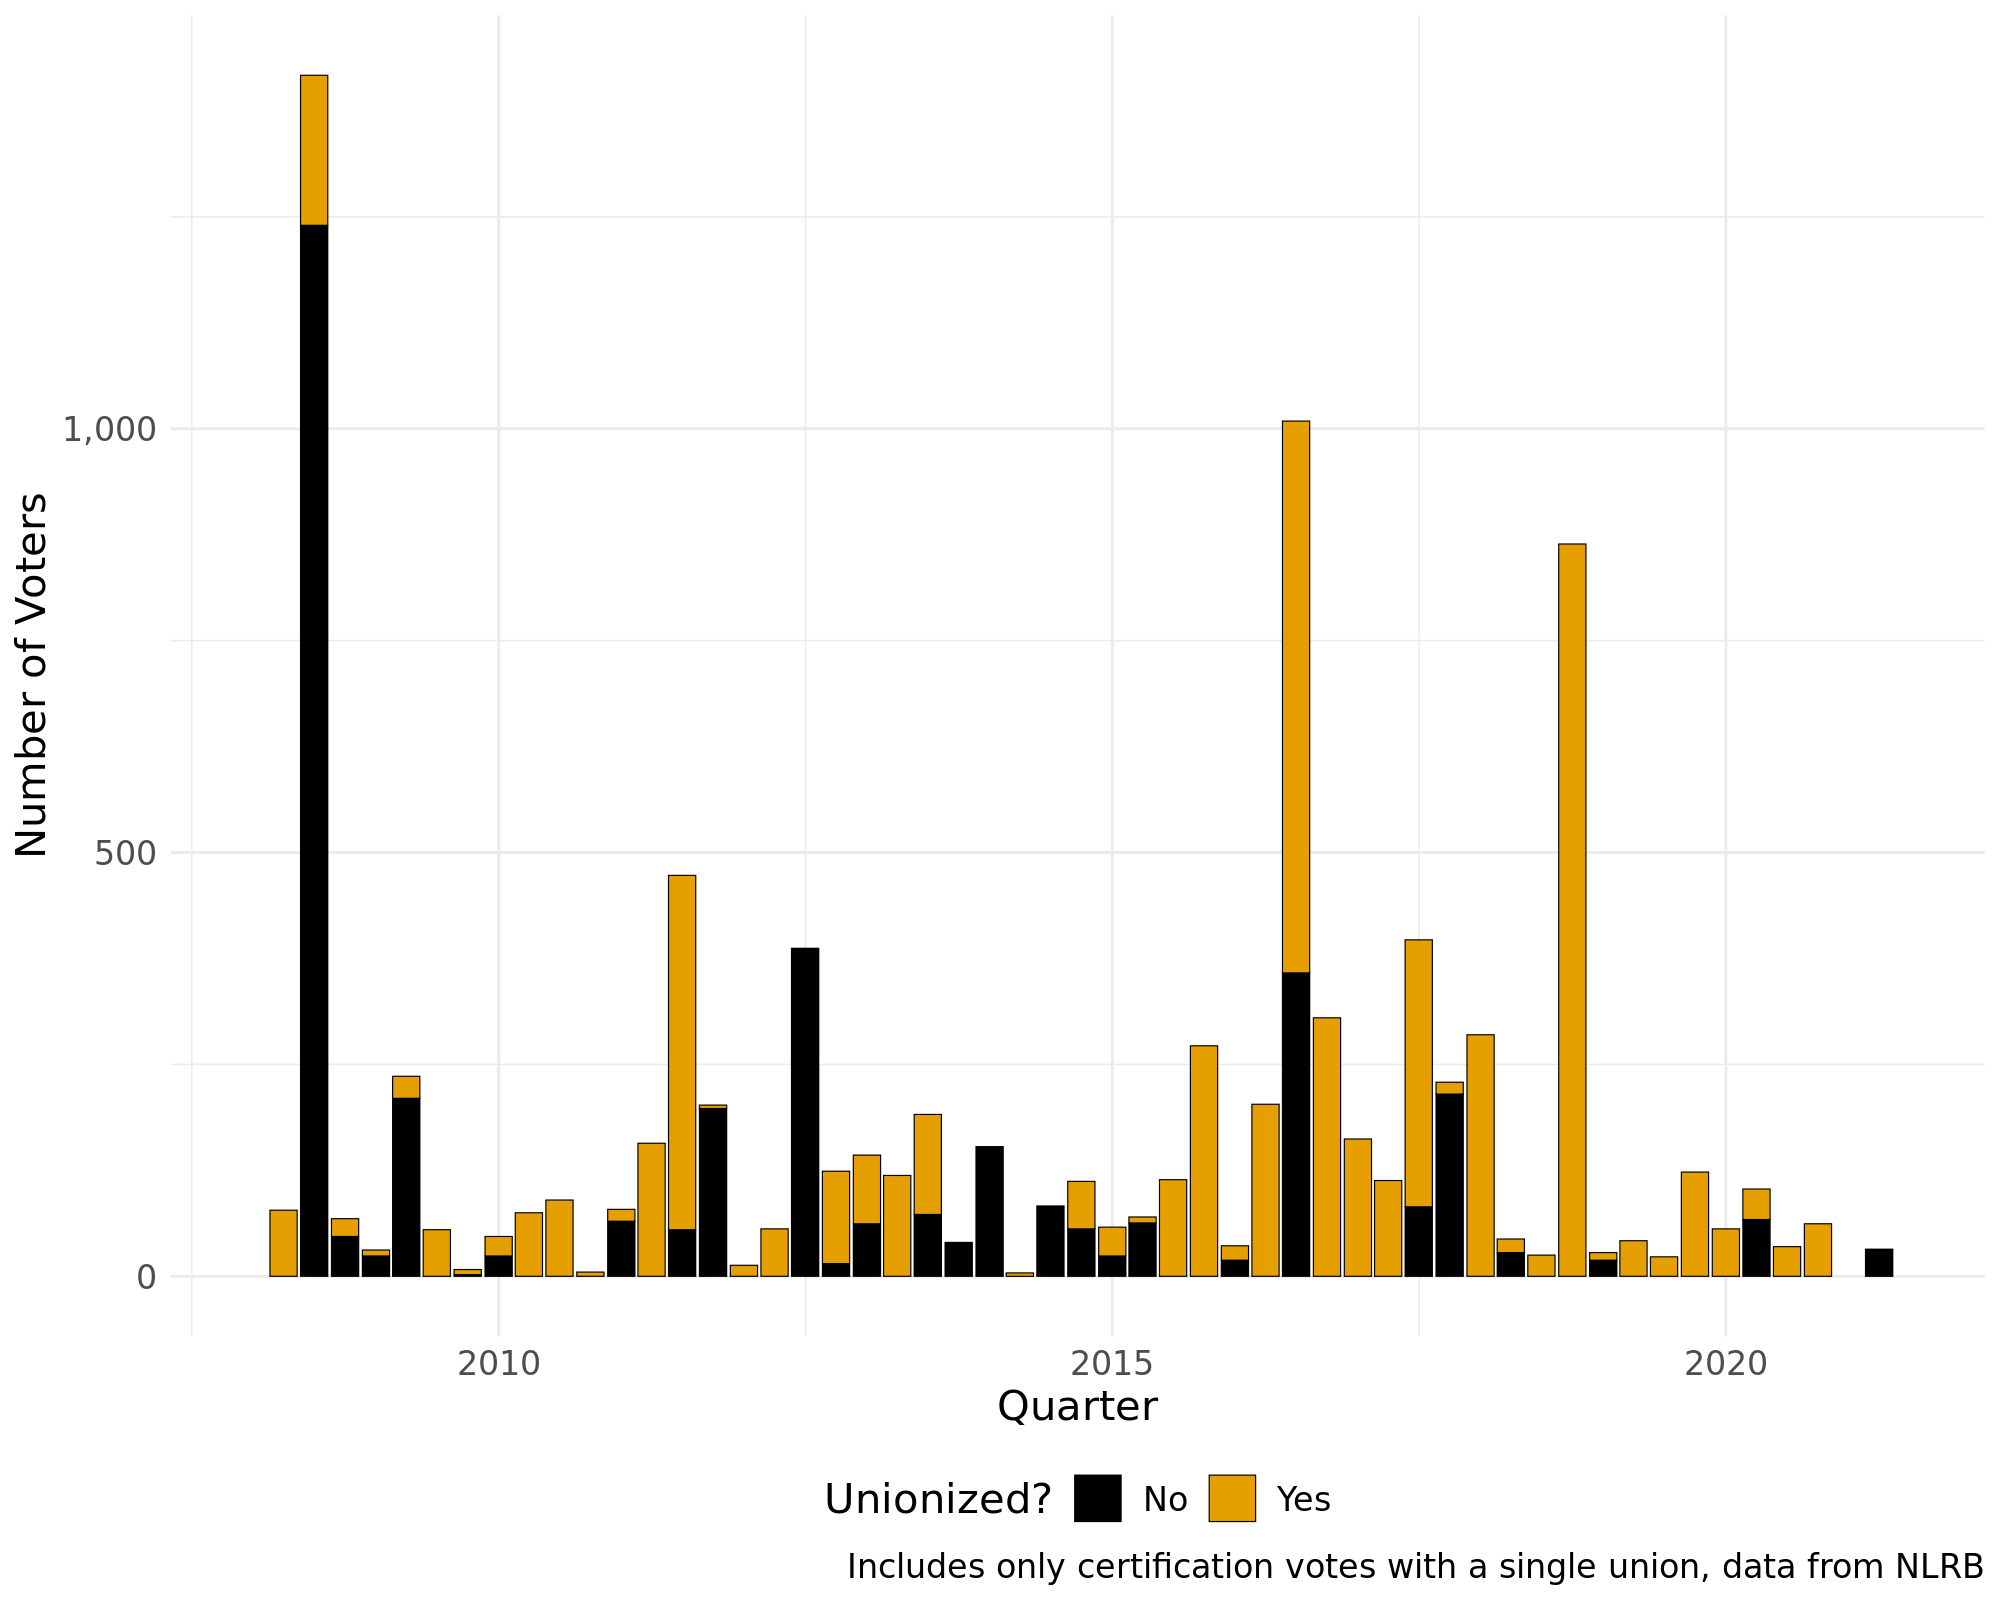 Number of Voters
1,000
500
0
2010 2015 2020
Quarter
Unionized? No Yes
Includes only certification votes with a single union, data from NLRB